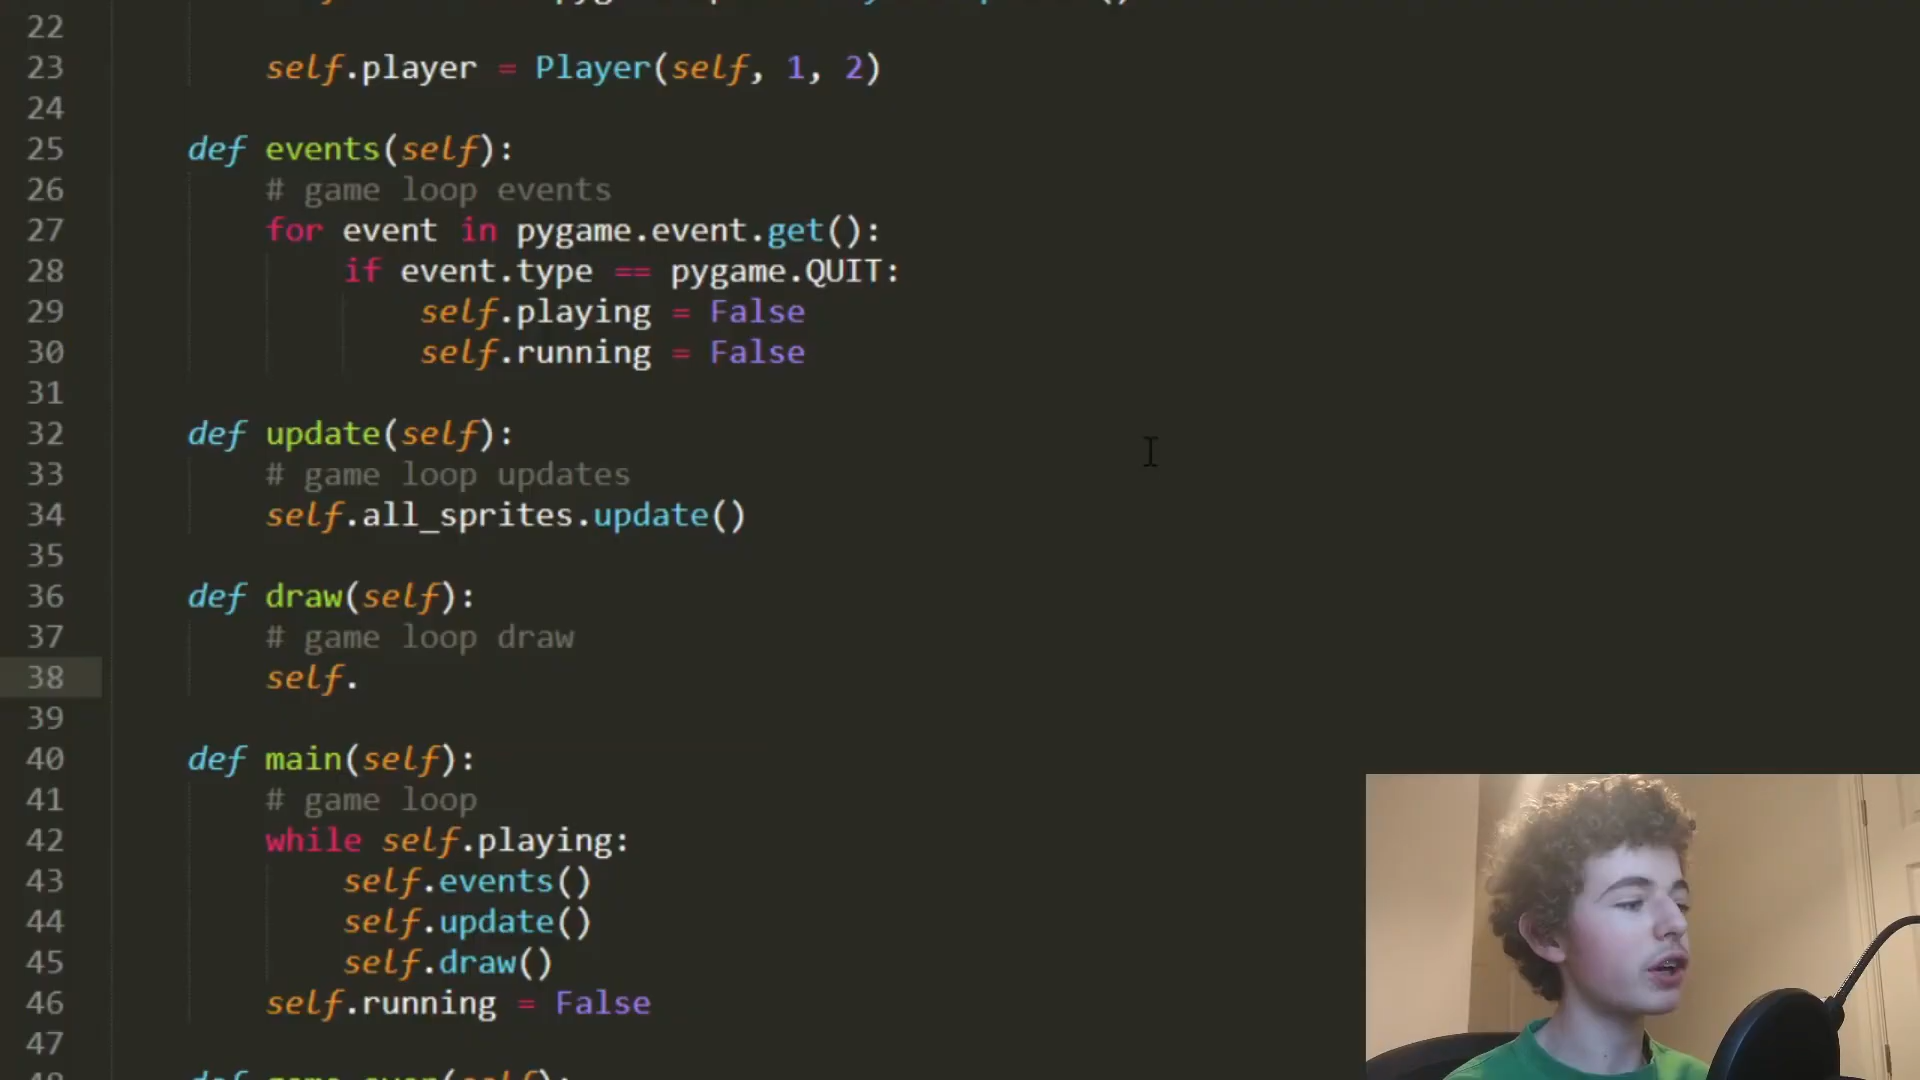 22
23 self.player = Player(self, 1, 2)
24
25 def events(self):
26 # game loop events
27 for event in pygame.event.get():
28 if event.type == pygame.QUIT:
29 self.playing = False
30 self.running = False
31
32 def update(self):
33 # game loop updates
34 self.all_sprites.update()
35
36 def draw(self):
37 # game loop draw
38 self.
39
40 def main(self):
41 # game loop
42 while self.playing:
43 self.events()
44 self.update()
45 self.draw()
46 self.running = False
47